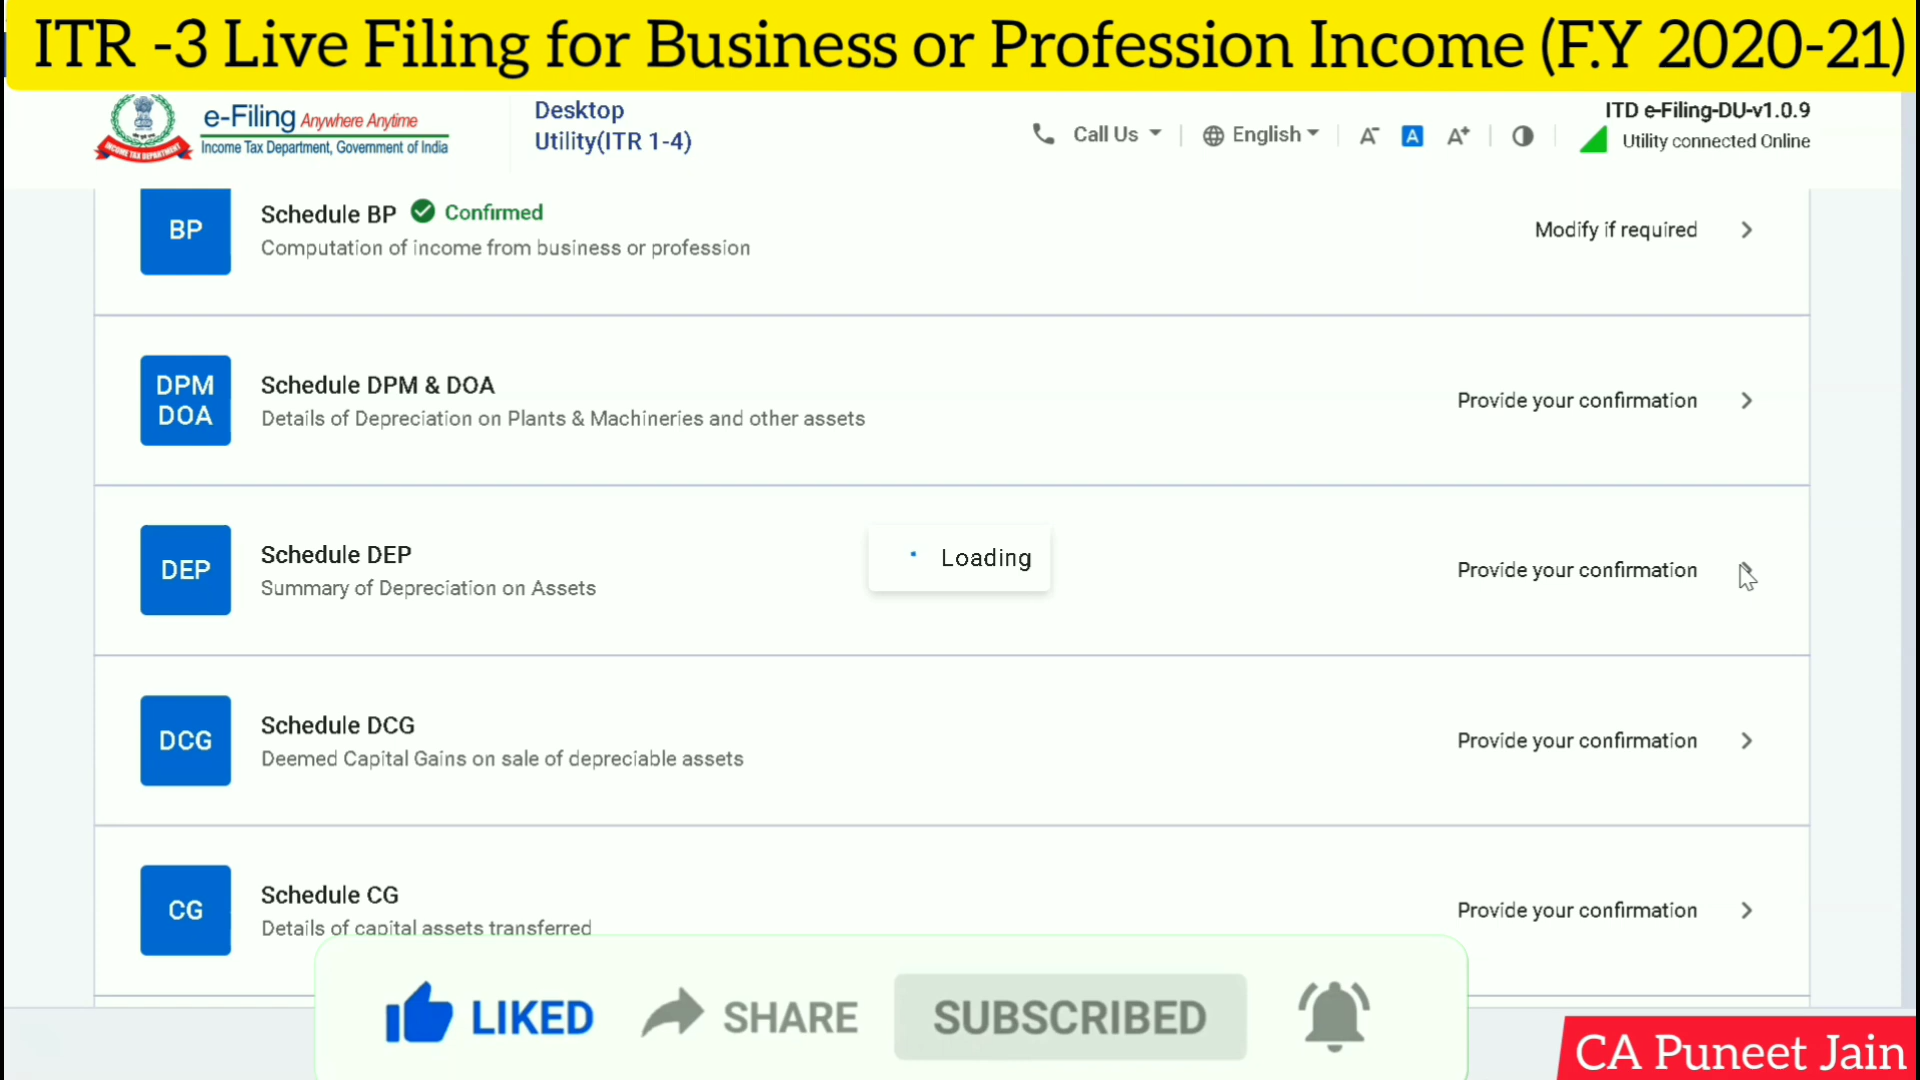 ITR -3 Live Filing for Business or Profession Income (F.Y 2020-21)
e-Filing Anywhere Anytime
Income Tax Department, Government of India
INCOME TAX DEPARTMENT
Desktop
Utility(ITR 1-4)
Call Us
English
A-
A
A+
ITD e-Filing-DU-v1.0.9
Utility connected Online
BP
Schedule BP Confirmed
Computation of income from business or profession
Modify if required
DPM
DOA
Schedule DPM & DOA
Details of Depreciation on Plants & Machineries and other assets
Provide your confirmation
DEP
Schedule DEP
Summary of Depreciation on Assets
Loading
Provide your confirmation
DCG
Schedule DCG
Deemed Capital Gains on sale of depreciable assets
Provide your confirmation
CG
Schedule CG
Details of capital assets transferred
Provide your confirmation
LIKED
SHARE
SUBSCRIBED
CA Puneet Jain